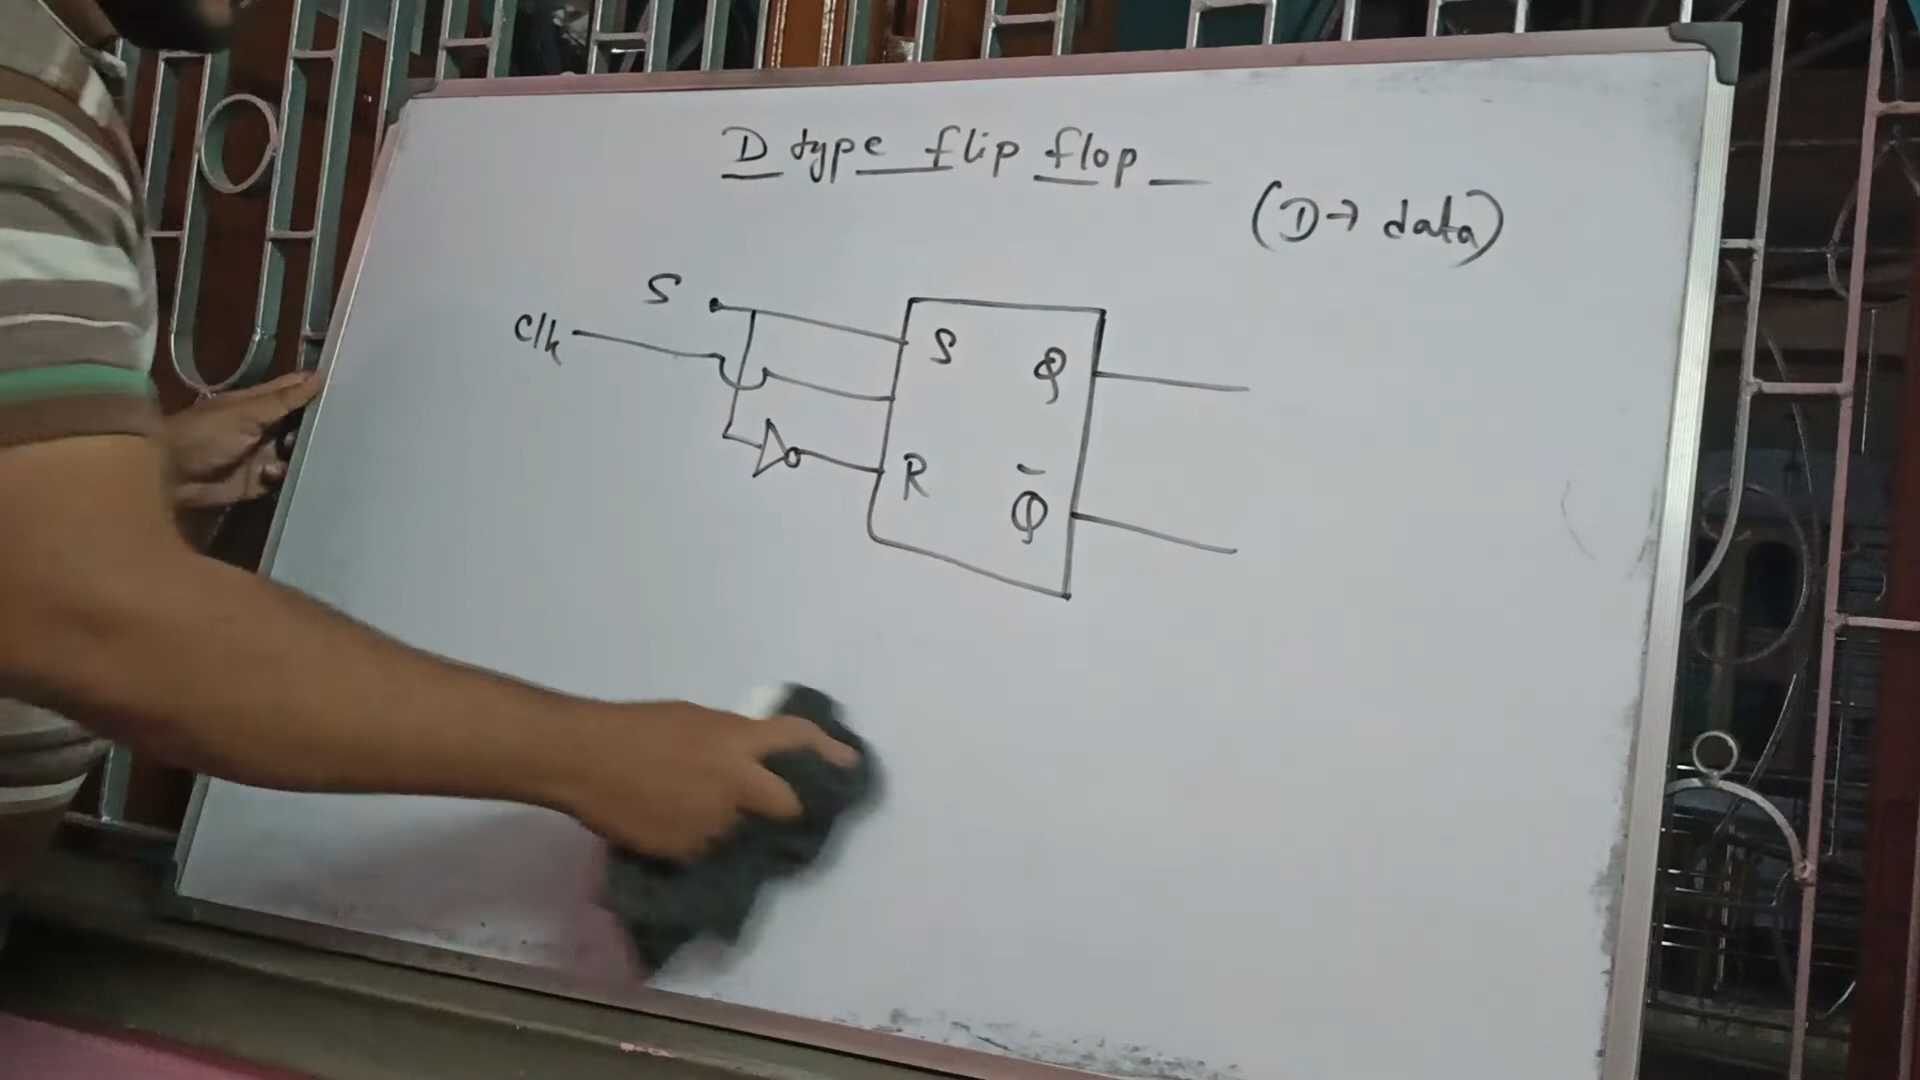 D type flip flop
(D→ data)
S
Clk
S Q
R Q̄